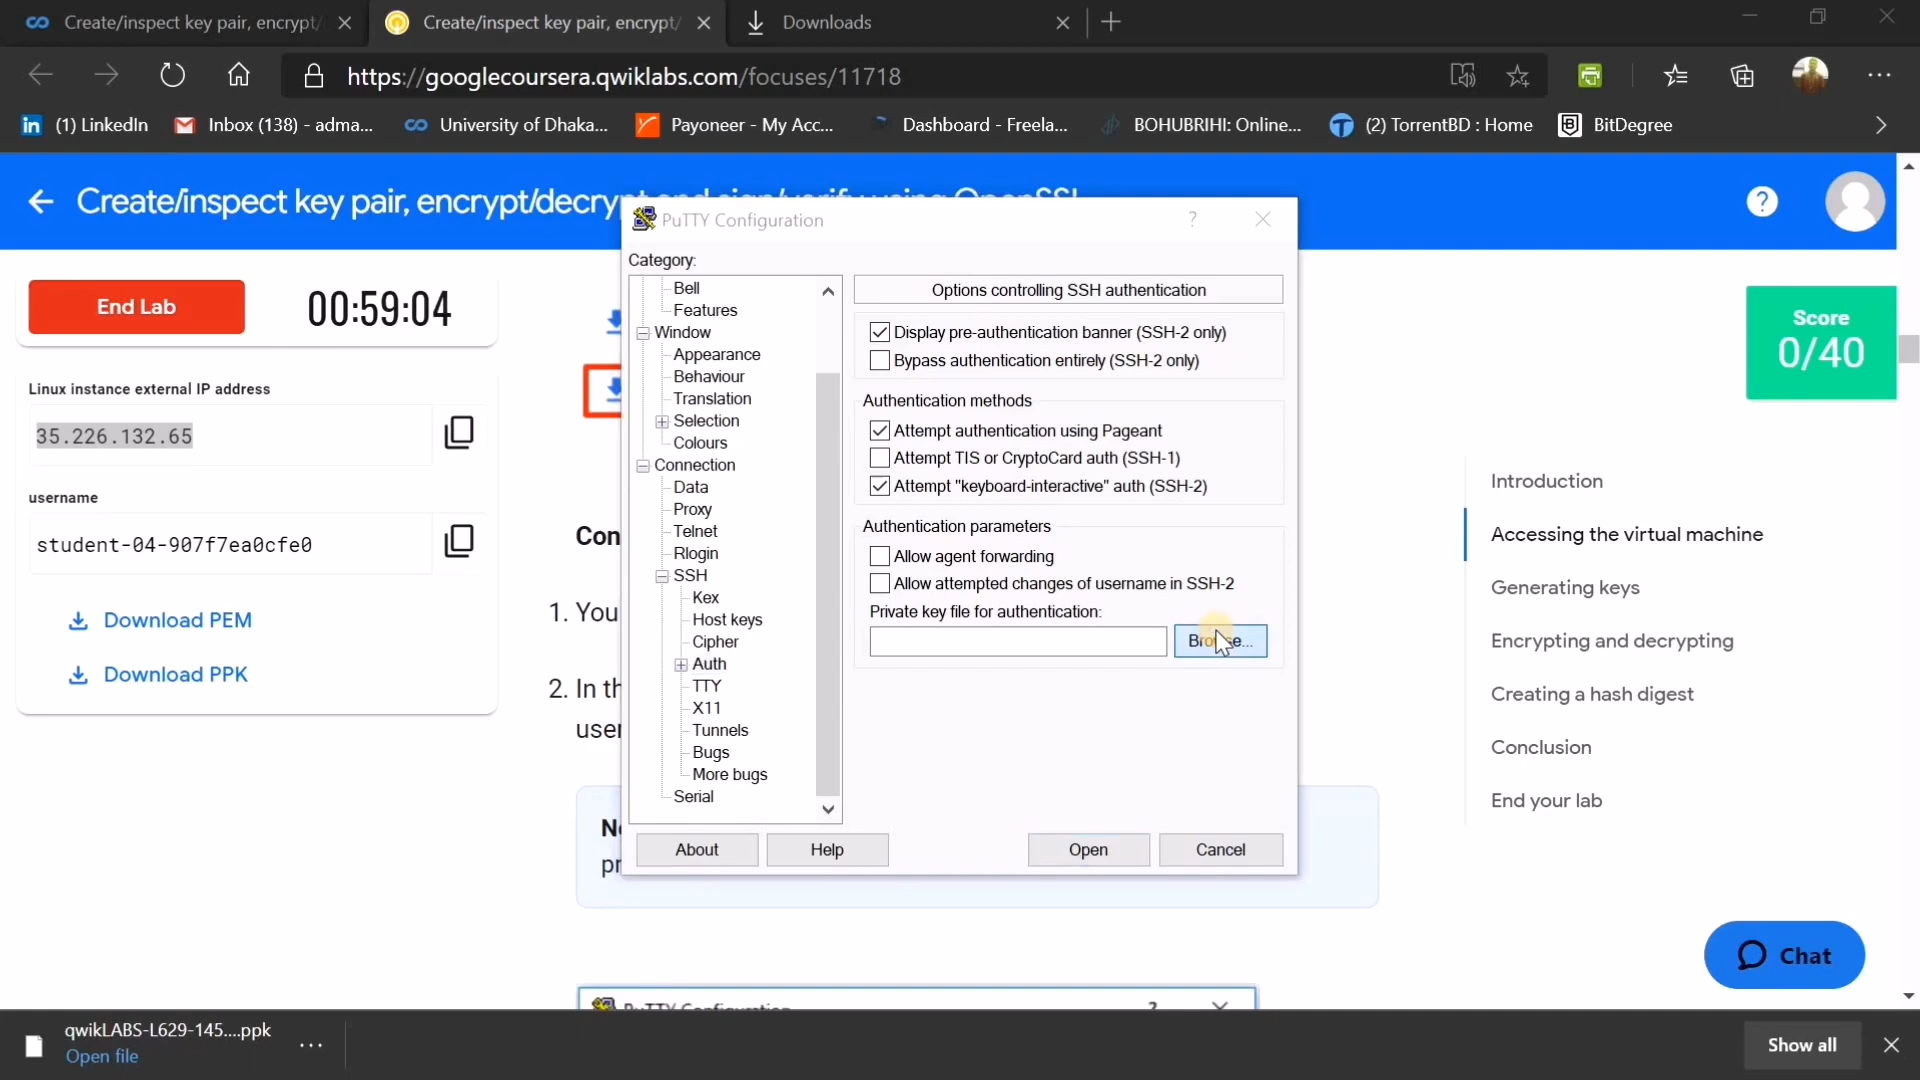 Create/inspect key pair, encrypt/
Create/inspect key pair, encrypt/
Downloads
https://googlecoursera.qwiklabs.com/focuses/11718
(1) LinkedIn
Inbox (138) - adma...
University of Dhaka...
Payoneer - My Acc...
Dashboard - Freela...
BOHUBRIHI: Online...
(2) TorrentBD : Home
BitDegree
Create/inspect key pair, encrypt/decrypt and sign/verify using OpenSSL
PuTTY Configuration
Category:
Bell
Features
Window
Appearance
Behaviour
Translation
Selection
Colours
Connection
Data
Proxy
Telnet
Rlogin
SSH
Kex
Host keys
Cipher
Auth
TTY
X11
Tunnels
Bugs
More bugs
Serial
Options controlling SSH authentication
Display pre-authentication banner (SSH-2 only)
Bypass authentication entirely (SSH-2 only)
Authentication methods
Attempt authentication using Pageant
Attempt TIS or CryptoCard auth (SSH-1)
Attempt "keyboard-interactive" auth (SSH-2)
Authentication parameters
Allow agent forwarding
Allow attempted changes of username in SSH-2
Private key file for authentication:
Browse...
About
Help
Open
Cancel
End Lab
00:59:04
Linux instance external IP address
35.226.132.65
username
student-04-907f7ea0cfe0
Download PEM
Download PPK
Con
1. You
2. In th
user
Score
0/40
Introduction
Accessing the virtual machine
Generating keys
Encrypting and decrypting
Creating a hash digest
Conclusion
End your lab
Chat
PuTTY Configuration
qwikLABS-L629-145....ppk
Open file
Show all